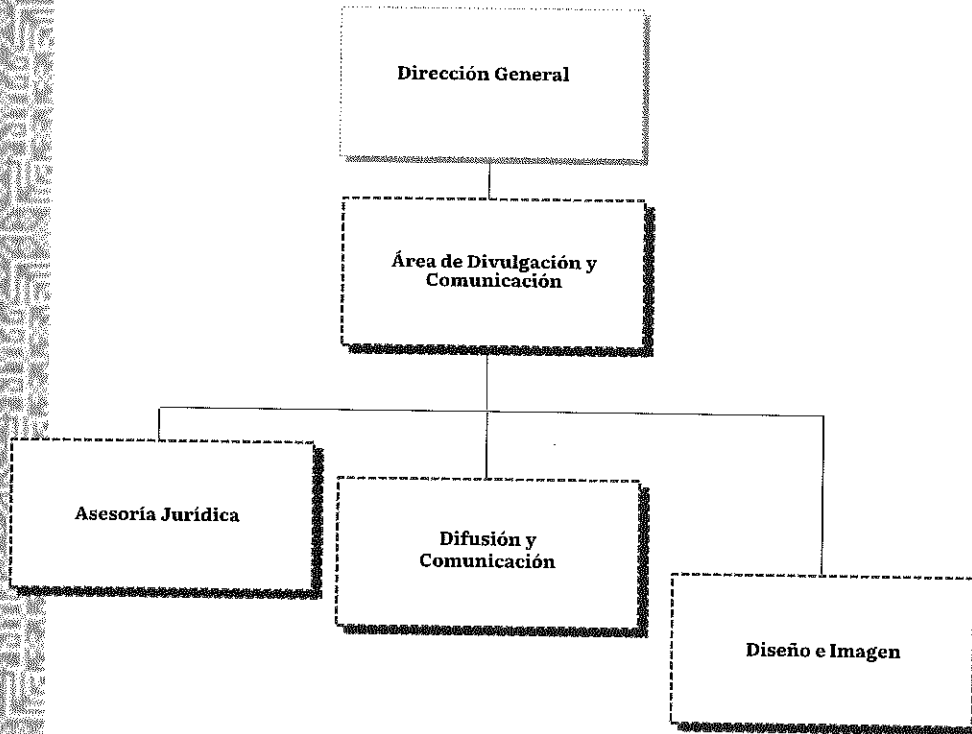 Dirección General
Área de Divulgación y
Comunicación
Asesoría Jurídica
Difusión y
Comunicación
Diseño e Imagen